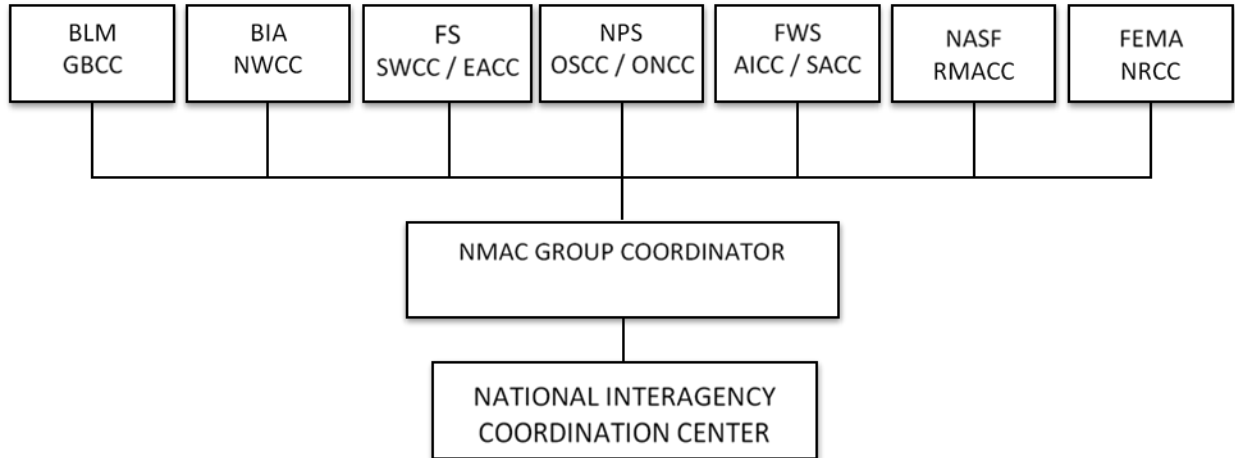 BLM
GBCC
BIA
NWCC
FS
SWCC / EACC
NPS
OSCC / ONCC
FWS
AICC / SACC
NASF
RMACC
FEMA
NRCC
NMAC GROUP COORDINATOR
NATIONAL INTERAGENCY
COORDINATION CENTER